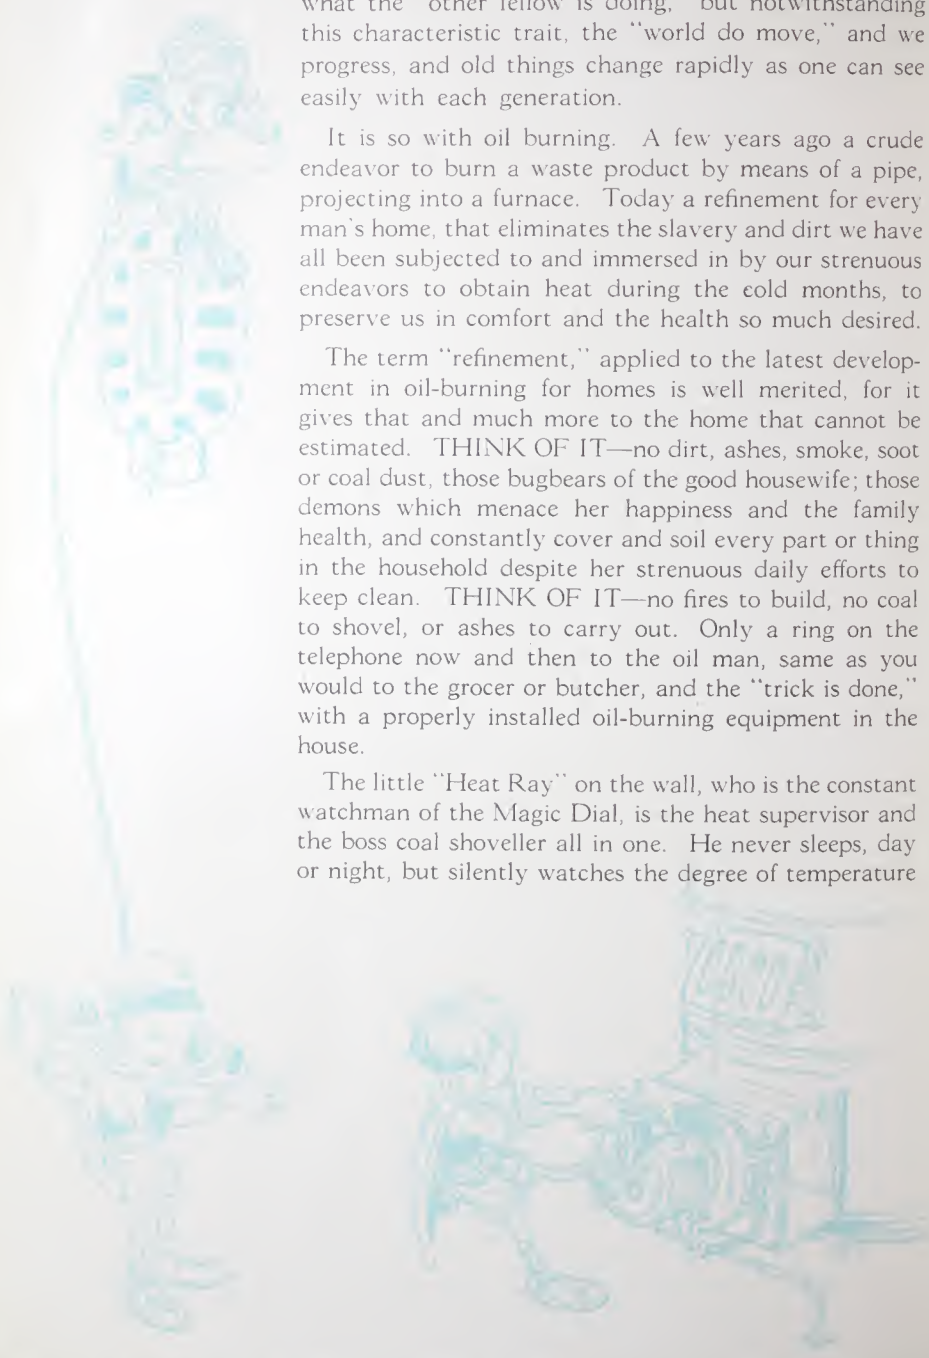 what the "other fellow is doing," but notwithstanding
this characteristic trait, the "world do move," and we
progress, and old things change rapidly as one can see
easily with each generation.
It is so with oil burning. A few years ago a crude
endeavor to burn a waste product by means of a pipe,
projecting into a furnace. Today a refinement for every
man's home, that eliminates the slavery and dirt we have
all been subjected to and immersed in by our strenuous
endeavors to obtain heat during the cold months, to
preserve us in comfort and the health so much desired.
The term "refinement," applied to the latest develop-
ment in oil-burning for homes is well merited, for it
gives that and much more to the home that cannot be
estimated. THINK OF IT—no dirt, ashes, smoke, soot
or coal dust, those bugbears of the good housewife; those
demons which menace her happiness and the family
health, and constantly cover and soil every part or thing
in the household despite her strenuous daily efforts to
keep clean. THINK OF IT—no fires to build, no coal
to shovel, or ashes to carry out. Only a ring on the
telephone now and then to the oil man, same as you
would to the grocer or butcher, and the "trick is done,"
with a properly installed oil-burning equipment in the
house.
The little "Heat Ray" on the wall, who is the constant
watchman of the Magic Dial, is the heat supervisor and
the boss coal shoveller all in one. He never sleeps, day
or night, but silently watches the degree of temperature